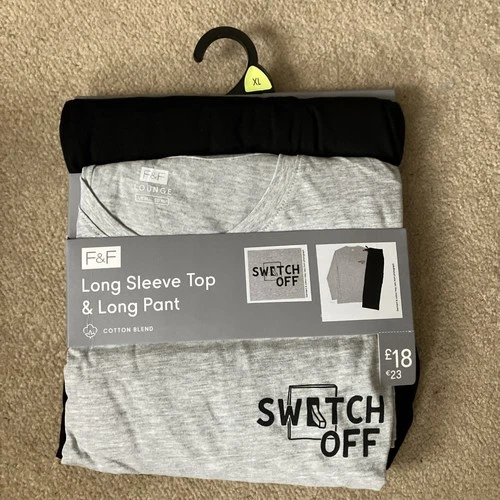 XL
F&F
LOUNGE
F&F
Long Sleeve Top
& Long Pant
COTTON BLEND
SWITCH
OFF
£18
€23
SWITCH
OFF